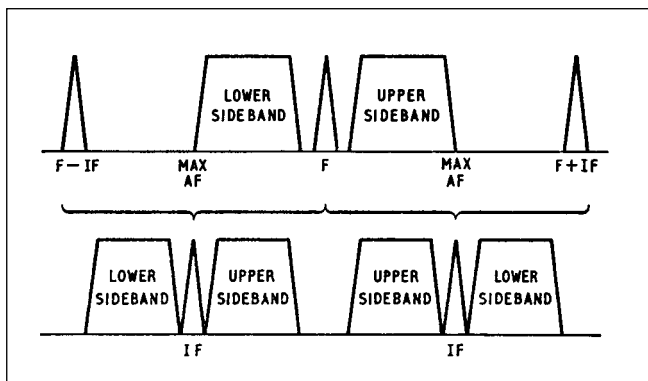 LOWER
SIDEBAND
UPPER
SIDEBAND
F-IF
MAX
AF
F
MAX
AF
F+IF
LOWER
SIDEBAND
UPPER
SIDEBAND
UPPER
SIDEBAND
LOWER
SIDEBAND
IF
IF